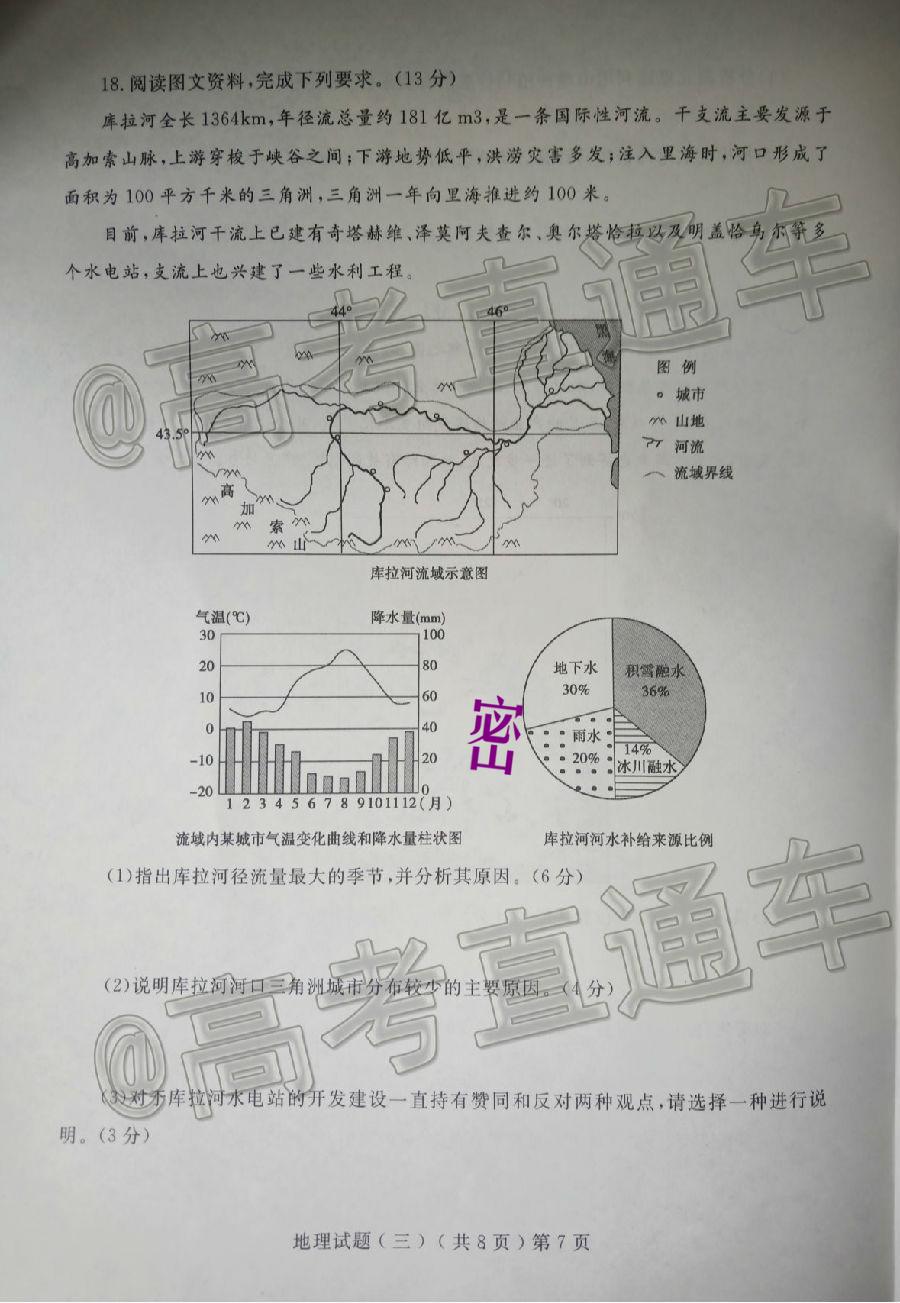 18.阅读图文资料,完成下列要求。(13分)
库拉河全长1364km,年径流总量约181亿m3,是一条国际性河流。干支流主要发源于
高加索山脉,上游穿梭于峡谷之间;下游地势低平,洪涝灾害多发;注入里海时,河口形成了
面积为100平方千米的三角洲,三角洲一年向里海推进约100米。
目前,库拉河干流上已建有奇塔赫维、泽莫阿夫查尔、奥尔塔恰拉以及明盖恰乌尔等多
个水电站,支流上也兴建了一些水利工程。
@高考直通车
44° 46°
黑
海
43.5°
高
加
索
山
图 例
城市
山地
河流
流域界线
库拉河流域示意图
气温(℃) 降水量(mm)
30 100
20 80
10 60
0 40
-10 20
-20 0
1 2 3 4 5 6 7 8 9 10 11 12(月)
流域内某城市气温变化曲线和降水量柱状图
密
地下水
30%
积雪融水
36%
雨水
20%
14%
冰川融水
库拉河河水补给来源比例
(1)指出库拉河径流量最大的季节,并分析其原因。(6分)
(2)说明库拉河河口三角洲城市分布较少的主要原因。(4分)
@高考直通车
(3)对于库拉河水电站的开发建设一直持有赞同和反对两种观点,请选择一种进行说
明。(3分)
地理试题(三)(共8页)第7页